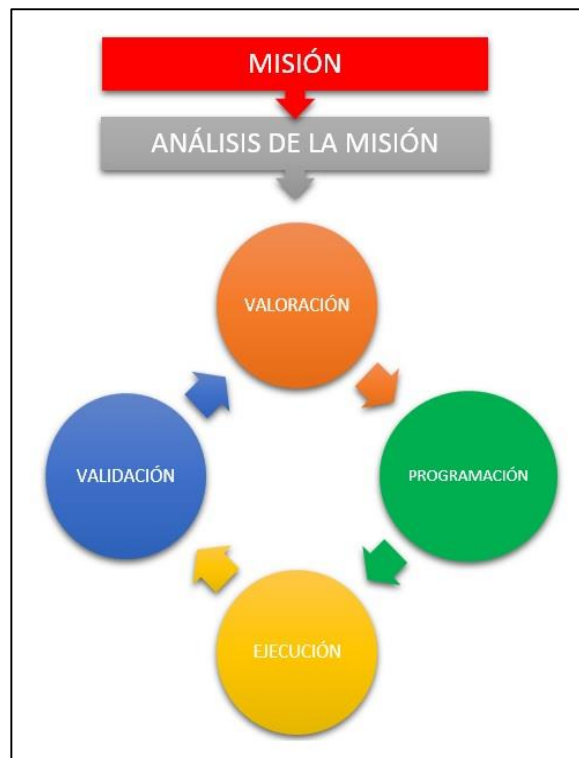 MISIÓN
ANÁLISIS DE LA MISIÓN
VALORACIÓN
VALIDACIÓN
PROGRAMACIÓN
EJECUCIÓN